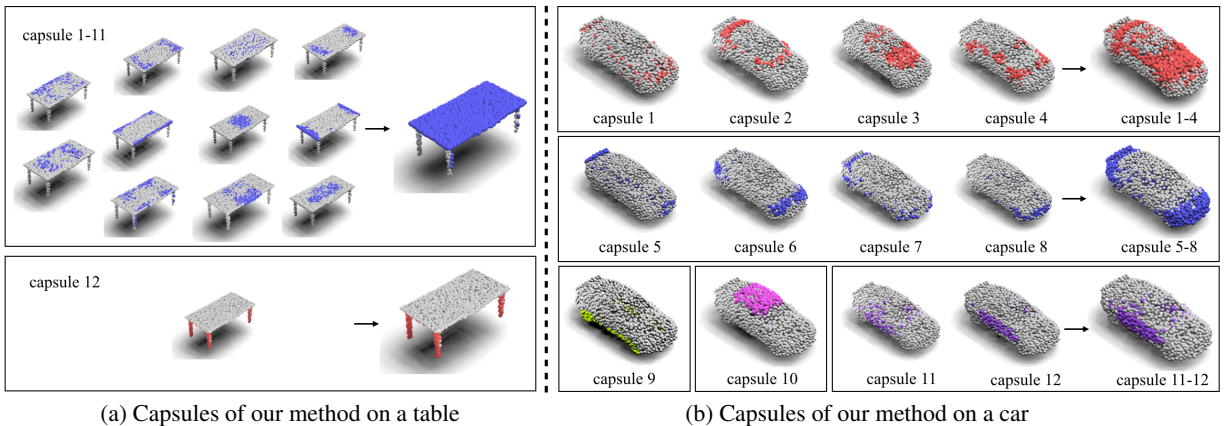 capsule 1-11
capsule 12
(a) Capsules of our method on a table
capsule 1
capsule 2
capsule 3
capsule 4
capsule 1-4
capsule 5
capsule 6
capsule 7
capsule 8
capsule 5-8
capsule 9
capsule 10
capsule 11
capsule 12
capsule 11-12
(b) Capsules of our method on a car